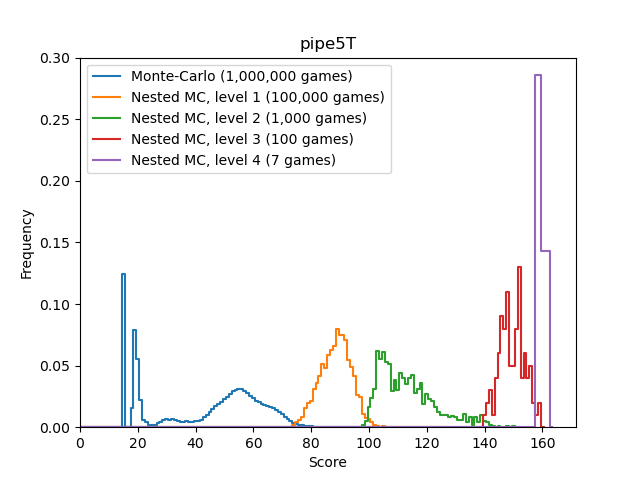 pipe5T
0.30
0.25
0.20
0.15
0.10
0.05
0.00
Frequency
Monte-Carlo (1,000,000 games)
Nested MC, level 1 (100,000 games)
Nested MC, level 2 (1,000 games)
Nested MC, level 3 (100 games)
Nested MC, level 4 (7 games)
0 20 40 60 80 100 120 140 160
Score